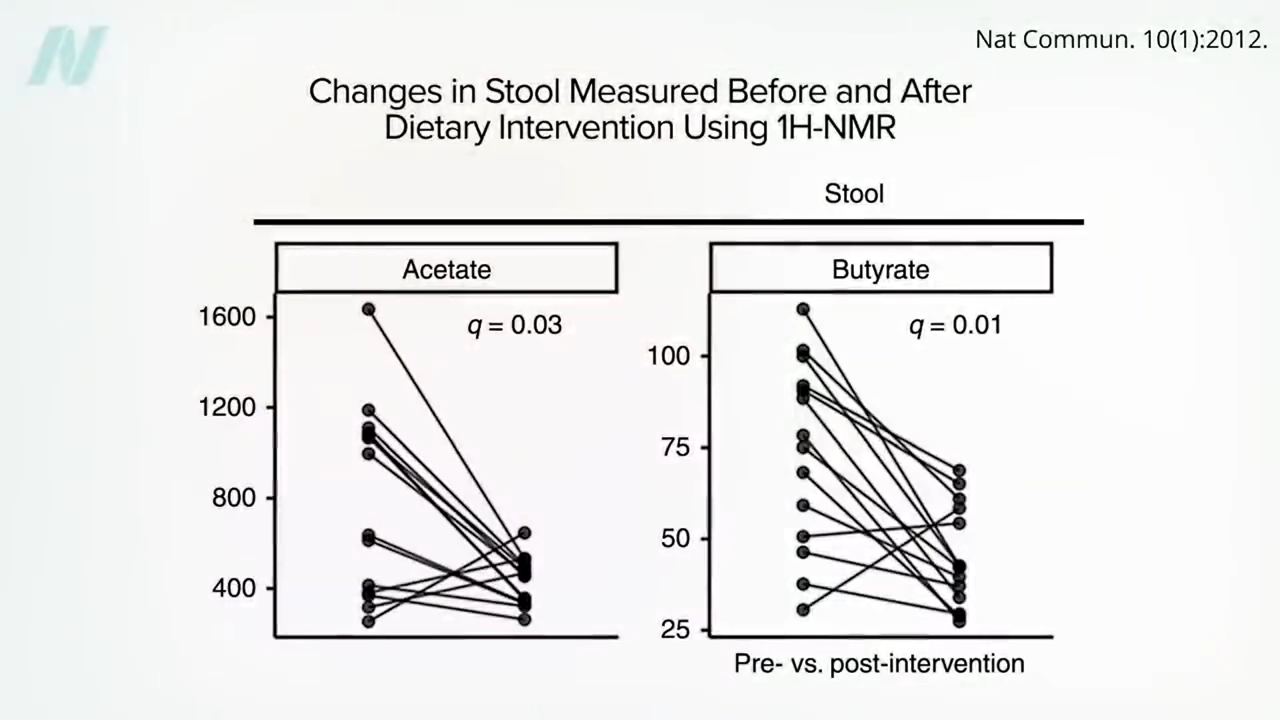 N
Nat Commun. 10(1):2012.
Changes in Stool Measured Before and After
Dietary Intervention Using 1H-NMR
Stool
Acetate
q = 0.03
1600
1200
800
400
Butyrate
q = 0.01
100
75
50
25
Pre- vs. post-intervention